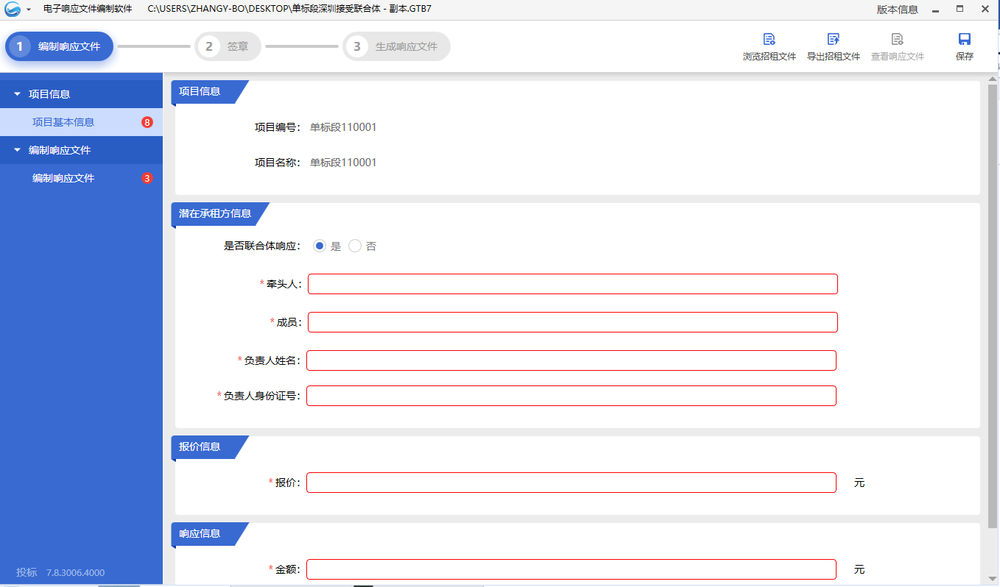 电子响应文件编制软件 C:\USERS\ZHANGY-BO\DESKTOP\单标段深圳接受联合体 - 副本.GTB7 版本信息
1 编制响应文件 2 签章 3 生成响应文件
浏览招租文件 导出招租文件 查看响应文件 保存
项目信息
项目基本信息 8
编制响应文件
编制响应文件 3
投标 7.8.3006.4000
项目信息
项目编号: 单标段110001
项目名称: 单标段110001
潜在承租方信息
是否联合体响应: 是 否
*牵头人:
*成员:
*负责人姓名:
*负责人身份证号:
报价信息
*报价: 元
响应信息
*金额: 元